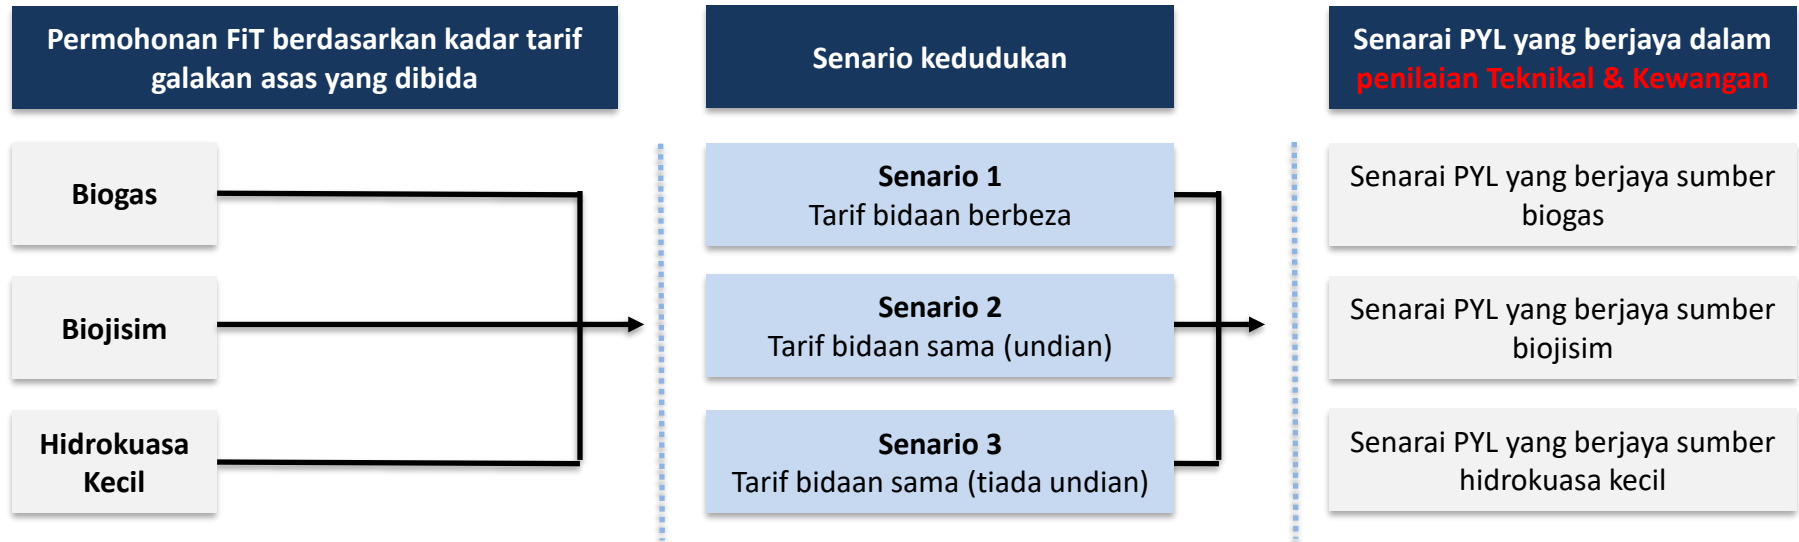 Permohonan FiT berdasarkan kadar tarif
galakan asas yang dibida
Senario kedudukan
Senarai PYL yang berjaya dalam
penilaian Teknikal & Kewangan
Biogas
Senario 1
Tarif bidaan berbeza
Senarai PYL yang berjaya sumber
biogas
Biojisim
Senario 2
Tarif bidaan sama (undian)
Senarai PYL yang berjaya sumber
biojisim
Hidrokuasa
Kecil
Senario 3
Tarif bidaan sama (tiada undian)
Senarai PYL yang berjaya sumber
hidrokuasa kecil